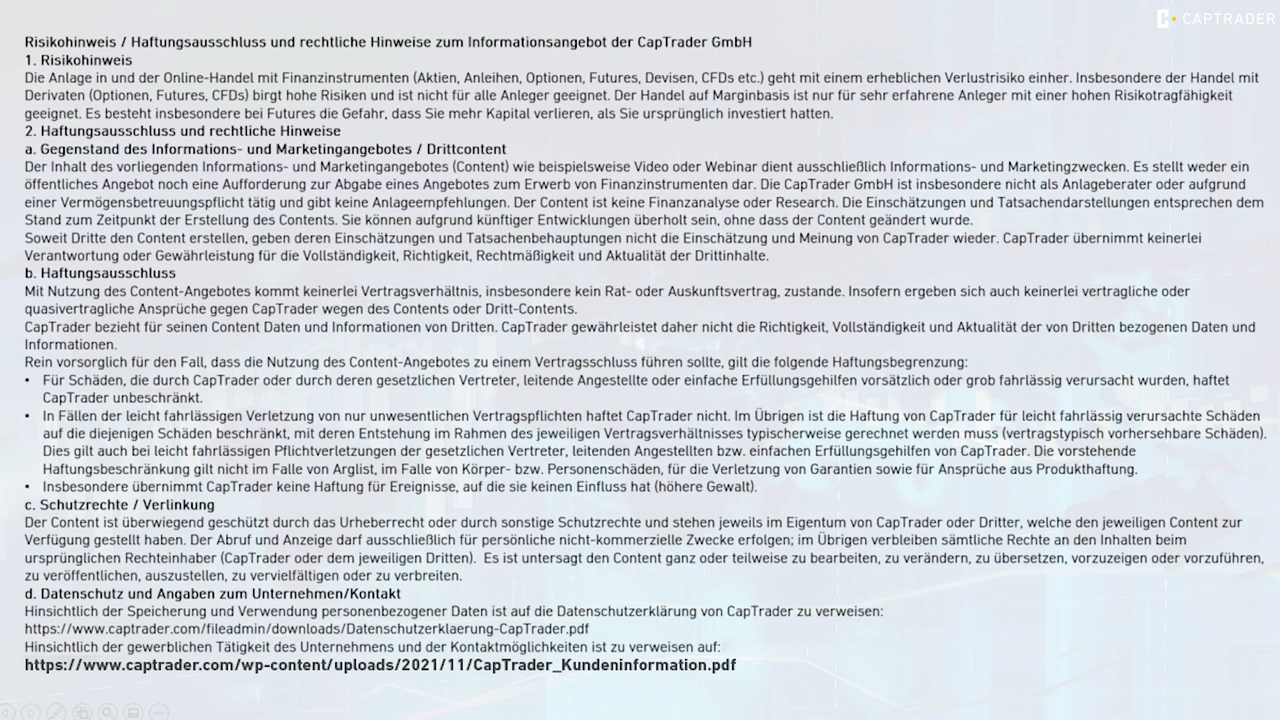 CAPTRADER
Risikohinweis / Haftungsausschluss und rechtliche Hinweise zum Informationsangebot der CapTrader GmbH
1. Risikohinweis
Die Anlage in und der Online-Handel mit Finanzinstrumenten (Aktien, Anleihen, Optionen, Futures, Devisen, CFDs etc.) geht mit einem erheblichen Verlustrisiko einher. Insbesondere der Handel mit
Derivaten (Optionen, Futures, CFDs) birgt hohe Risiken und ist nicht für alle Anleger geeignet. Der Handel auf Marginbasis ist nur für sehr erfahrene Anleger mit einer hohen Risikotragfähigkeit
geeignet. Es besteht insbesondere bei Futures die Gefahr, dass Sie mehr Kapital verlieren, als Sie ursprünglich investiert hatten.
2. Haftungsausschluss und rechtliche Hinweise
a. Gegenstand des Informations- und Marketingangebotes / Drittcontent
Der Inhalt des vorliegenden Informations- und Marketingangebotes (Content) wie beispielsweise Video oder Webinar dient ausschließlich Informations- und Marketingzwecken. Es stellt weder ein
öffentliches Angebot noch eine Aufforderung zur Abgabe eines Angebotes zum Erwerb von Finanzinstrumenten dar. Die CapTrader GmbH ist insbesondere nicht als Anlageberater oder aufgrund
einer Vermögensbetreuungspflicht tätig und gibt keine Anlageempfehlungen. Der Content ist keine Finanzanalyse oder Research. Die Einschätzungen und Tatsachendarstellungen entsprechen dem
Stand zum Zeitpunkt der Erstellung des Contents. Sie können aufgrund künftiger Entwicklungen überholt sein, ohne dass der Content geändert wurde.
Soweit Dritte den Content erstellen, geben deren Einschätzungen und Tatsachenbehauptungen nicht die Einschätzung und Meinung von CapTrader wieder. CapTrader übernimmt keinerlei
Verantwortung oder Gewährleistung für die Vollständigkeit, Richtigkeit, Rechtmäßigkeit und Aktualität der Drittinhalte.
b. Haftungsausschluss
Mit Nutzung des Content-Angebotes kommt keinerlei Vertragsverhältnis, insbesondere kein Rat- oder Auskunftsvertrag, zustande. Insofern ergeben sich auch keinerlei vertragliche oder
quasivertragliche Ansprüche gegen CapTrader wegen des Contents oder Dritt-Contents.
CapTrader bezieht für seinen Content Daten und Informationen von Dritten. CapTrader gewährleistet daher nicht die Richtigkeit, Vollständigkeit und Aktualität der von Dritten bezogenen Daten und
Informationen.
Rein vorsorglich für den Fall, dass die Nutzung des Content-Angebotes zu einem Vertragsschluss führen sollte, gilt die folgende Haftungsbegrenzung:
• Für Schäden, die durch CapTrader oder durch deren gesetzlichen Vertreter, leitende Angestellte oder einfache Erfüllungsgehilfen vorsätzlich oder grob fahrlässig verursacht wurden, haftet
CapTrader unbeschränkt.
• In Fällen der leicht fahrlässigen Verletzung von nur unwesentlichen Vertragspflichten haftet CapTrader nicht. Im Übrigen ist die Haftung von CapTrader für leicht fahrlässig verursachte Schäden
auf die diejenigen Schäden beschränkt, mit deren Entstehung im Rahmen des jeweiligen Vertragsverhältnisses typischerweise gerechnet werden muss (vertragstypisch vorhersehbare Schäden).
Dies gilt auch bei leicht fahrlässigen Pflichtverletzungen der gesetzlichen Vertreter, leitenden Angestellten bzw. einfachen Erfüllungsgehilfen von CapTrader. Die vorstehende
Haftungsbeschränkung gilt nicht im Falle von Arglist, im Falle von Körper- bzw. Personenschäden, für die Verletzung von Garantien sowie für Ansprüche aus Produkthaftung.
• Insbesondere übernimmt CapTrader keine Haftung für Ereignisse, auf die sie keinen Einfluss hat (höhere Gewalt).
c. Schutzrechte / Verlinkung
Der Content ist überwiegend geschützt durch das Urheberrecht oder durch sonstige Schutzrechte und stehen jeweils im Eigentum von CapTrader oder Dritter, welche den jeweiligen Content zur
Verfügung gestellt haben. Der Abruf und Anzeige darf ausschließlich für persönliche nicht-kommerzielle Zwecke erfolgen; im Übrigen verbleiben sämtliche Rechte an den Inhalten beim
ursprünglichen Rechteinhaber (CapTrader oder dem jeweiligen Dritten). Es ist untersagt den Content ganz oder teilweise zu bearbeiten, zu verändern, zu übersetzen, vorzuzeigen oder vorzuführen,
zu veröffentlichen, auszustellen, zu vervielfältigen oder zu verbreiten.
d. Datenschutz und Angaben zum Unternehmen/Kontakt
Hinsichtlich der Speicherung und Verwendung personenbezogener Daten ist auf die Datenschutzerklärung von CapTrader zu verweisen:
https://www.captrader.com/fileadmin/downloads/Datenschutzerklaerung-CapTrader.pdf
Hinsichtlich der gewerblichen Tätigkeit des Unternehmens und der Kontaktmöglichkeiten ist zu verweisen auf:
https://www.captrader.com/wp-content/uploads/2021/11/CapTrader_Kundeninformation.pdf